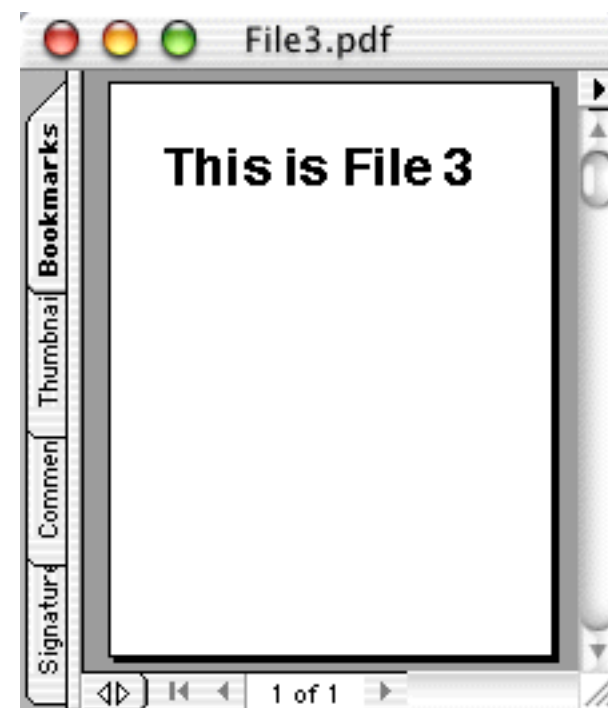 File3.pdf
Bookmarks
Thumbnai
Commen
Signature
This is File 3
1 of 1